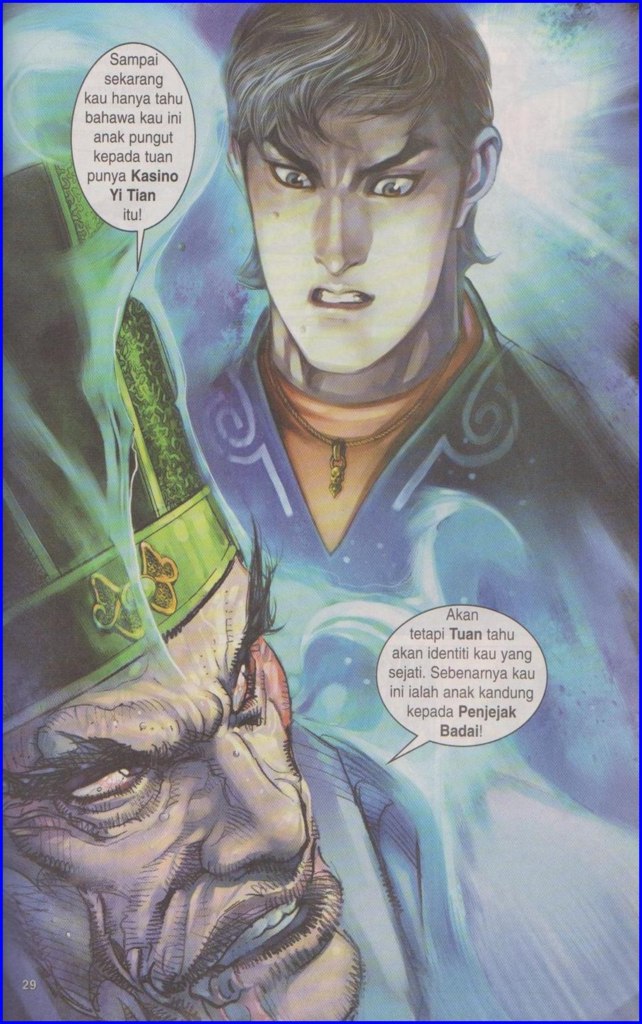 Sampai
sekarang
kau hanya tahu
bahawa kau ini
anak pungut
kepada tuan
punya Kasino
Yi Tian
itu!
Akan
tetapi Tuan tahu
akan identiti kau yang
sejati. Sebenarnya kau
ini ialah anak kandung
kepada Penjejak
Badai!
29